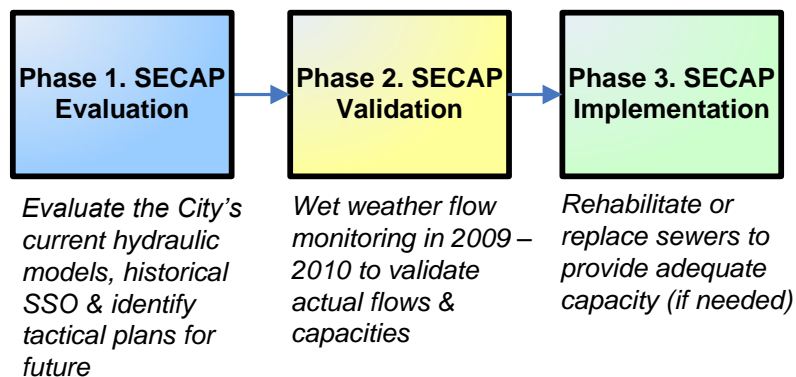 Phase 1. SECAP
Evaluation
Evaluate the City's
current hydraulic
models, historical
SSO & identify
tactical plans for
future
Phase 2. SECAP
Validation
Wet weather flow
monitoring in 2009 –
2010 to validate
actual flows &
capacities
Phase 3. SECAP
Implementation
Rehabilitate or
replace sewers to
provide adequate
capacity (if needed)